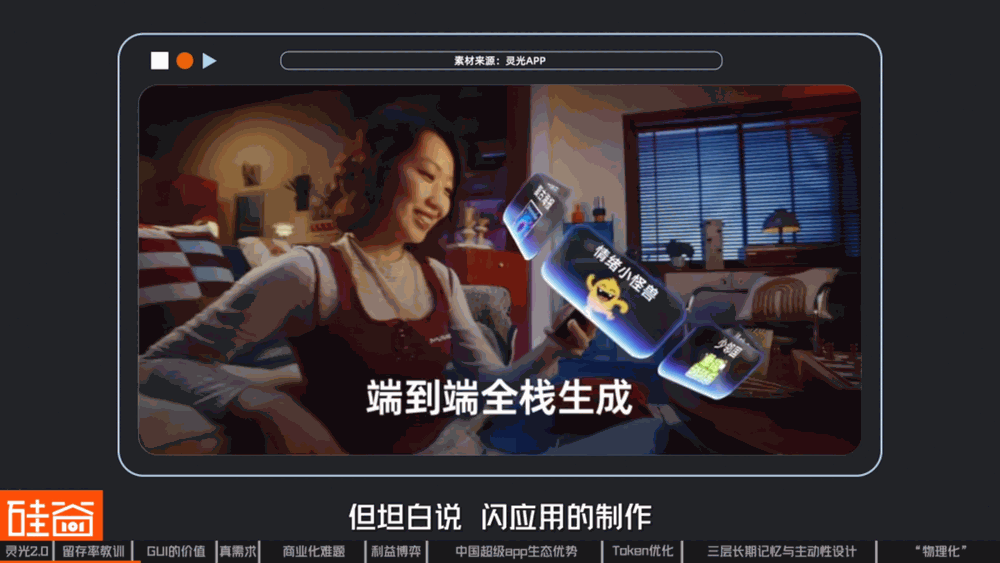 素材来源：灵光APP
情绪小怪兽
端到端全栈生成
但坦白说 闪应用的制作
硅谷
101
灵光2.0
留存率教训
GUI的价值
真需求
商业化难题
利益博弈
中国超级app生态优势
Token优化
三层长期记忆与主动性设计
“物理化”